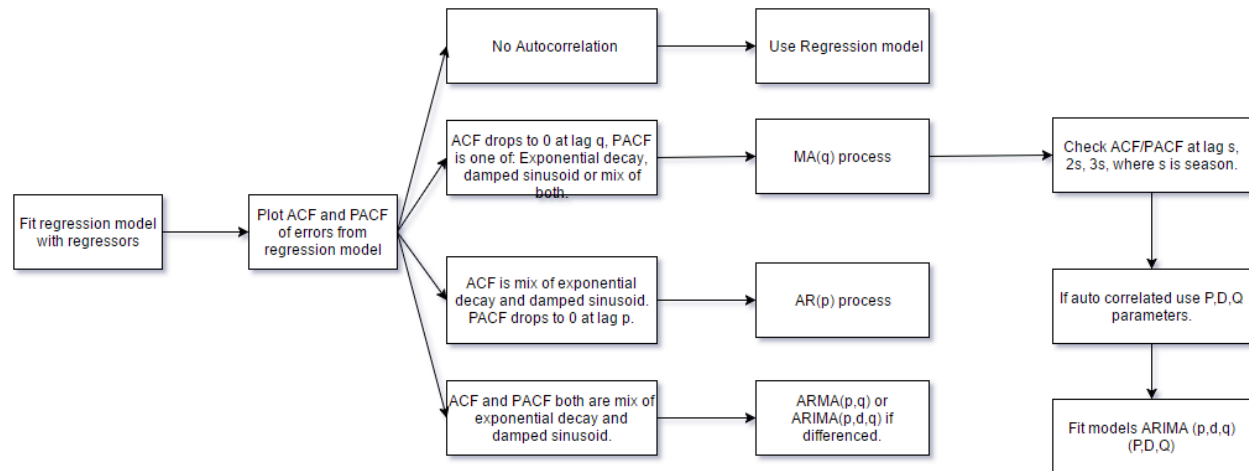 Fit regression model
with regressors
Plot ACF and PACF
of errors from
regression model
No Autocorrelation
Use Regression model
ACF drops to 0 at lag q, PACF
is one of: Exponential decay,
damped sinusoid or mix of
both.
MA(q) process
Check ACF/PACF at lag s,
2s, 3s, where s is season.
ACF is mix of exponential
decay and damped sinusoid.
PACF drops to 0 at lag p.
AR(p) process
If auto correlated use P,D,Q
parameters.
ACF and PACF both are mix of
exponential decay and
damped sinusoid.
ARMA(p,q) or
ARIMA(p,d,q) if
differenced.
Fit models ARIMA (p,d,q)
(P,D,Q)